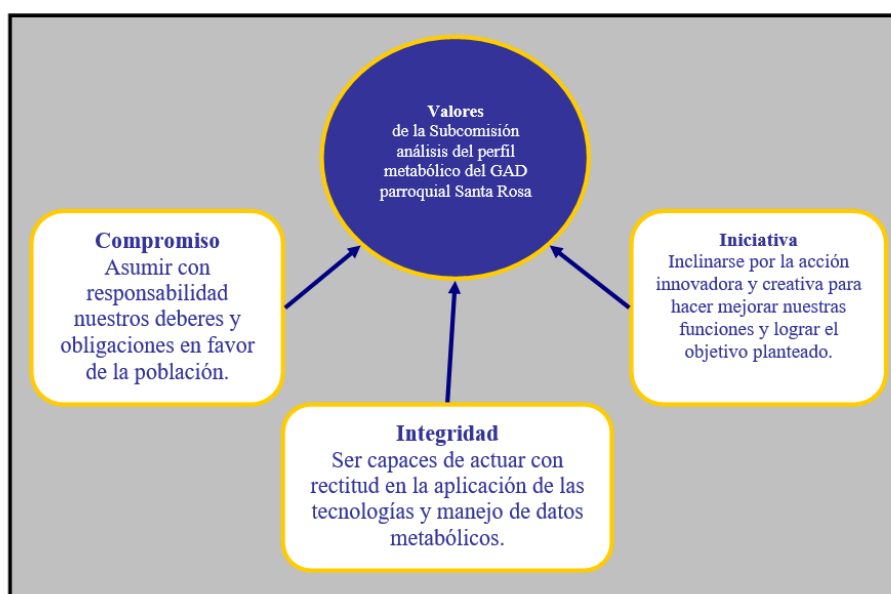 Valores
de la Subcomisión
análisis del perfil
metabólico del GAD
parroquial Santa Rosa
Compromiso
Asumir con
responsabilidad
nuestros deberes y
obligaciones en favor
de la población.
Iniciativa
Inclinarse por la acción
innovadora y creativa para
hacer mejorar nuestras
funciones y lograr el
objetivo planteado.
Integridad
Ser capaces de actuar con
rectitud en la aplicación de las
tecnologías y manejo de datos
metabólicos.